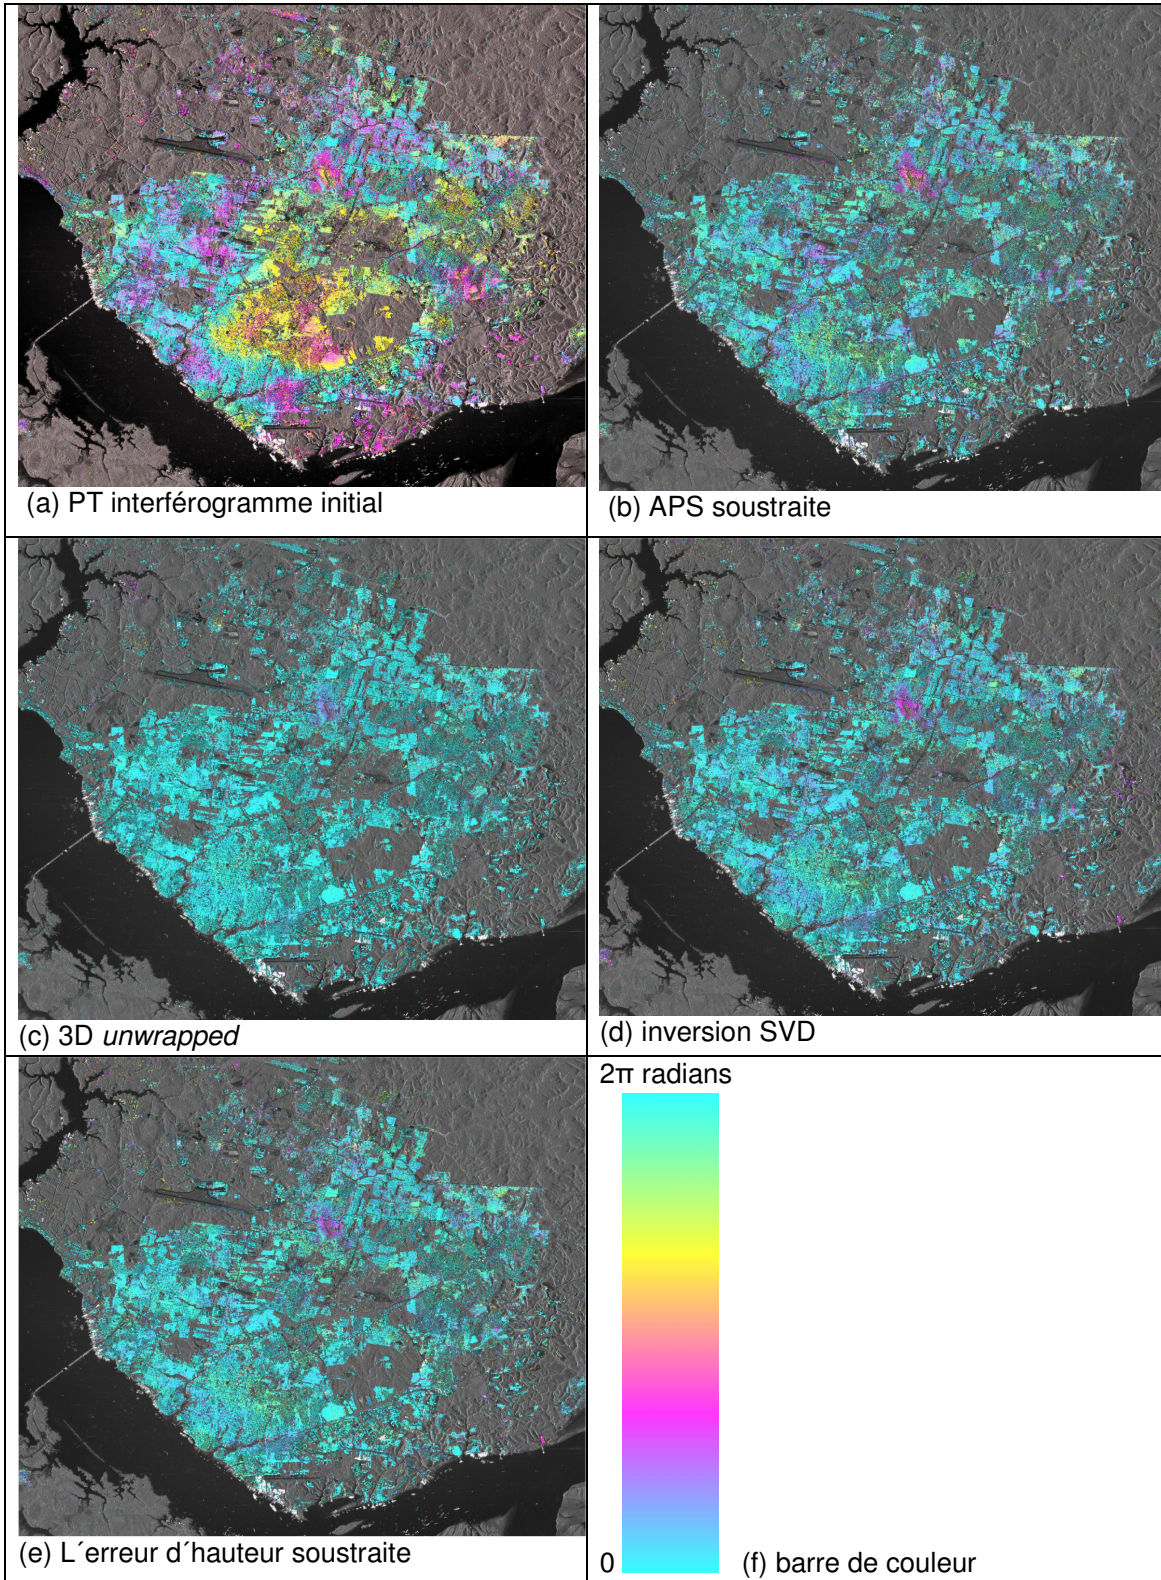 (a) PT interférogramme initial
(b) APS soustraite
(c) 3D unwrapped
(d) inversion SVD
2π radians
0
(e) L´erreur d´hauteur soustraite
(f) barre de couleur